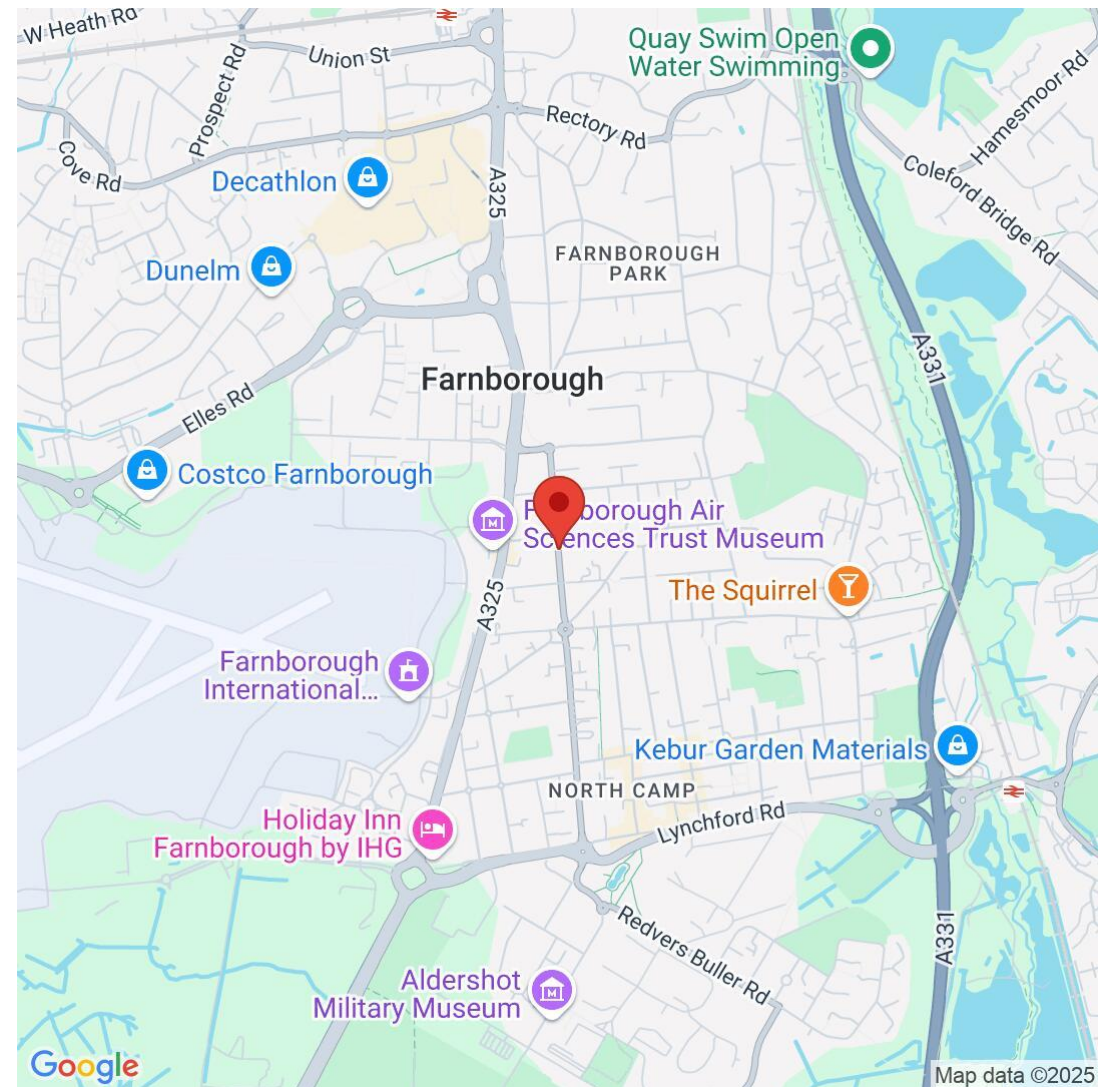 W Heath Rd
Union St
Prospect Rd
Cove Rd
Quay Swim Open
Water Swimming
Hamesmoor Rd
Rectory Rd
Coleford Bridge Rd
Decathlon
A325
Dunelm
FARNBOROUGH
PARK
A331
Farnborough
Elles Rd
Costco Farnborough
borough Air
Sciences Trust Museum
The Squirrel
A325
Farnborough
International...
Kebur Garden Materials
NORTH CAMP
Lynchford Rd
Holiday Inn
Farnborough by IHG
Redvers Buller Rd
A331
Aldershot
Military Museum
Google
Map data ©2025